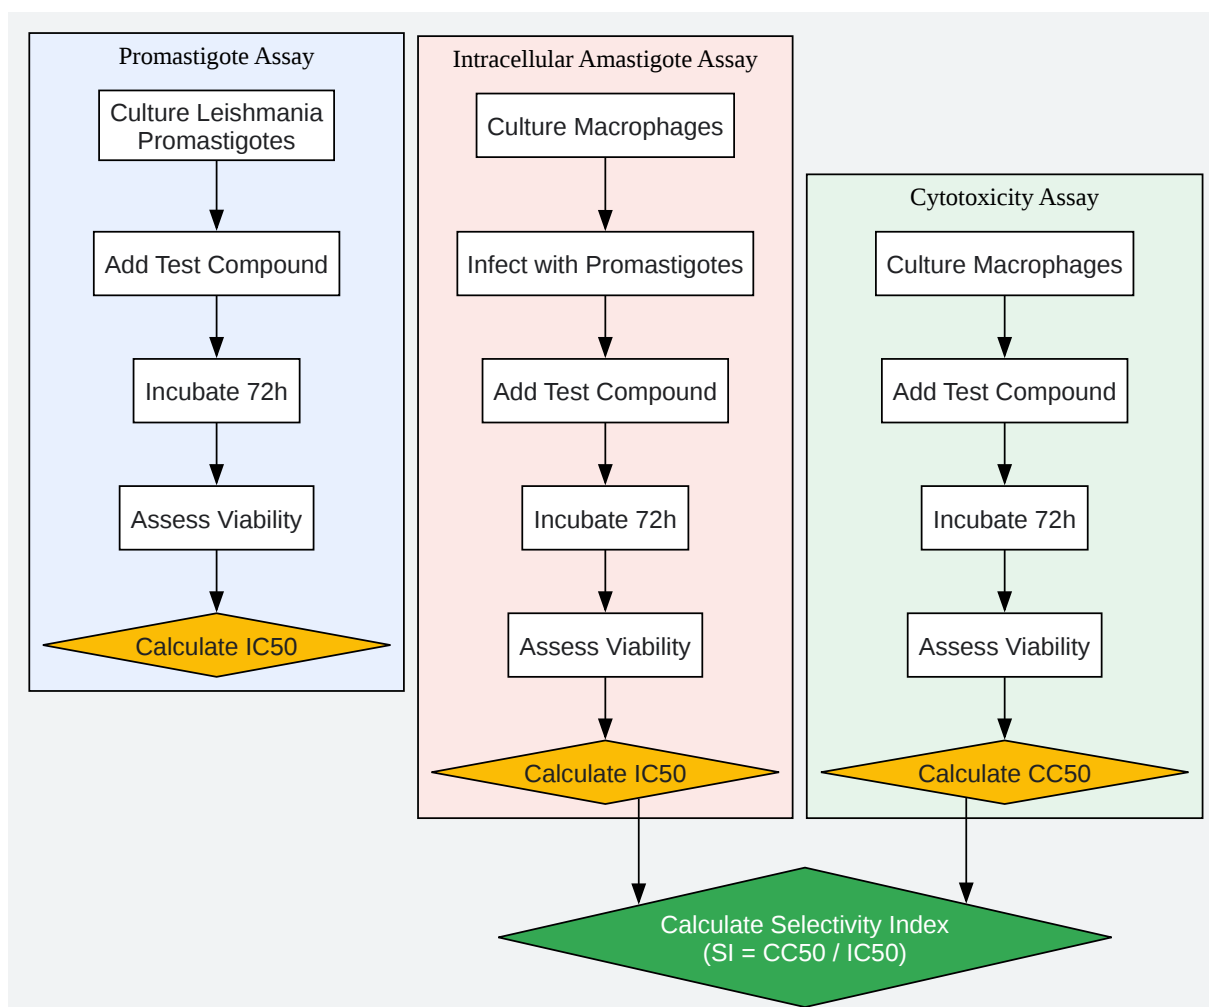 Promastigote Assay
Culture Leishmania
Promastigotes
Add Test Compound
Incubate 72h
Assess Viability
Calculate IC50
Intracellular Amastigote Assay
Culture Macrophages
Infect with Promastigotes
Add Test Compound
Incubate 72h
Assess Viability
Calculate IC50
Cytotoxicity Assay
Culture Macrophages
Add Test Compound
Incubate 72h
Assess Viability
Calculate CC50
Calculate Selectivity Index
(SI = CC50 / IC50)